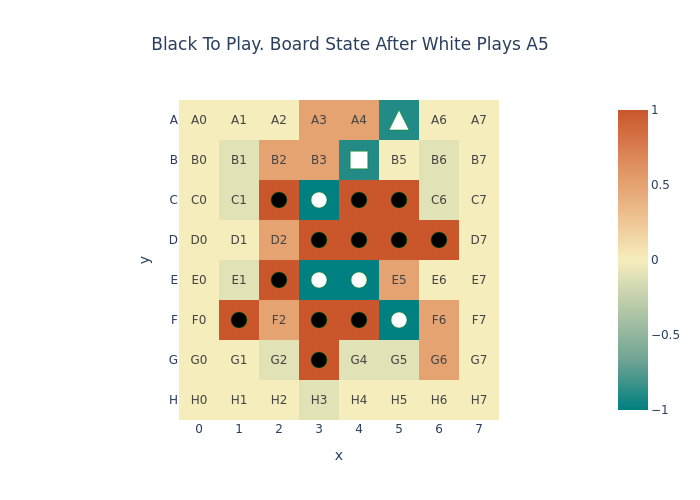 Black To Play. Board State After White Plays A5
A A0 A1 A2 A3 A4 A6 A7
B B0 B1 B2 B3 B5 B6 B7
C C0 C1 C6 C7
D D0 D1 D2 D7
E E0 E1 E5 E6 E7
F F0 F2 F6 F7
G G0 G1 G2 G4 G5 G6 G7
H H0 H1 H2 H3 H4 H5 H6 H7
0 1 2 3 4 5 6 7
x
y
1
0.5
0
−0.5
−1